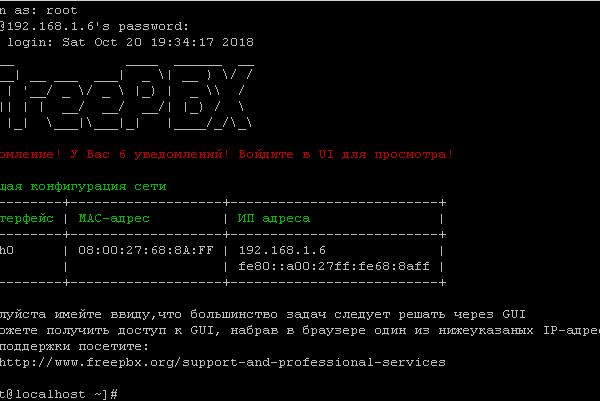 n as: root
@192.168.1.6's password:
login: Sat Oct 20 19:34:17 2018
FreePBX
омление! У Вас 6 уведомлений! Войдите в UI для просмотра!
щая конфигурация сети
терфейс | MAC-адрес | ИП адреса |
h0 | 08:00:27:68:8A:FF | 192.168.1.6 |
| | fe80::a00:27ff:fe68:8aff |
луйста имейте ввиду,что большинство задач следует решать через GUI
ожете получить доступ к GUI, набрав в браузере один из нижеуказаных IP-адре
поддержки посетите:
http://www.freepbx.org/support-and-professional-services
t@localhost ~]#